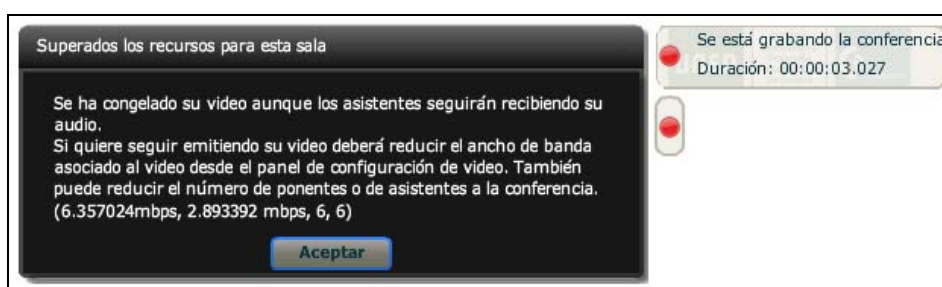 Superados los recursos para esta sala
Se ha congelado su video aunque los asistentes seguirán recibiendo su
audio.
Si quiere seguir emitiendo su video deberá reducir el ancho de banda
asociado al video desde el panel de configuración de video. También
puede reducir el número de ponentes o de asistentes a la conferencia.
(6.357024mbps, 2.893392 mbps, 6, 6)
Aceptar
Se está grabando la conferencia
Duración: 00:00:03.027